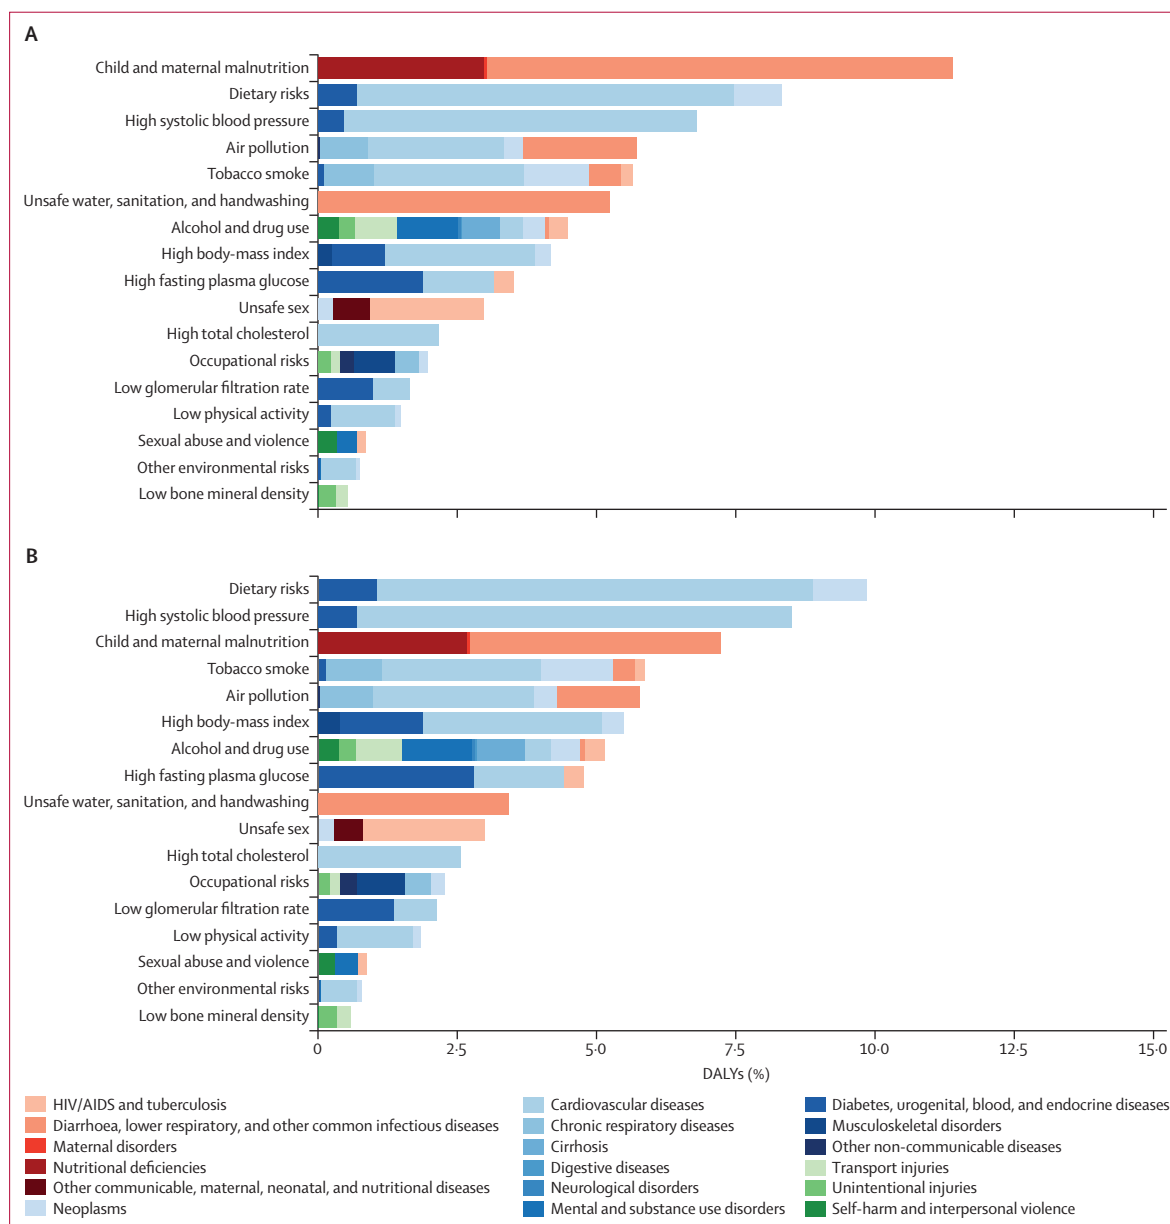 A
Child and maternal malnutrition
Dietary risks
High systolic blood pressure
Air pollution
Tobacco smoke
Unsafe water, sanitation, and handwashing
Alcohol and drug use
High body-mass index
High fasting plasma glucose
Unsafe sex
High total cholesterol
Occupational risks
Low glomerular filtration rate
Low physical activity
Sexual abuse and violence
Other environmental risks
Low bone mineral density
B
Dietary risks
High systolic blood pressure
Child and maternal malnutrition
Tobacco smoke
Air pollution
High body-mass index
Alcohol and drug use
High fasting plasma glucose
Unsafe water, sanitation, and handwashing
Unsafe sex
High total cholesterol
Occupational risks
Low glomerular filtration rate
Low physical activity
Sexual abuse and violence
Other environmental risks
Low bone mineral density
0 2·5 5·0 7·5 10·0 12·5 15·0
DALYs (%)
HIV/AIDS and tuberculosis
Diarrhoea, lower respiratory, and other common infectious diseases
Maternal disorders
Nutritional deficiencies
Other communicable, maternal, neonatal, and nutritional diseases
Neoplasms
Cardiovascular diseases
Chronic respiratory diseases
Cirrhosis
Digestive diseases
Neurological disorders
Mental and substance use disorders
Diabetes, urogenital, blood, and endocrine diseases
Musculoskeletal disorders
Other non-communicable diseases
Transport injuries
Unintentional injuries
Self-harm and interpersonal violence